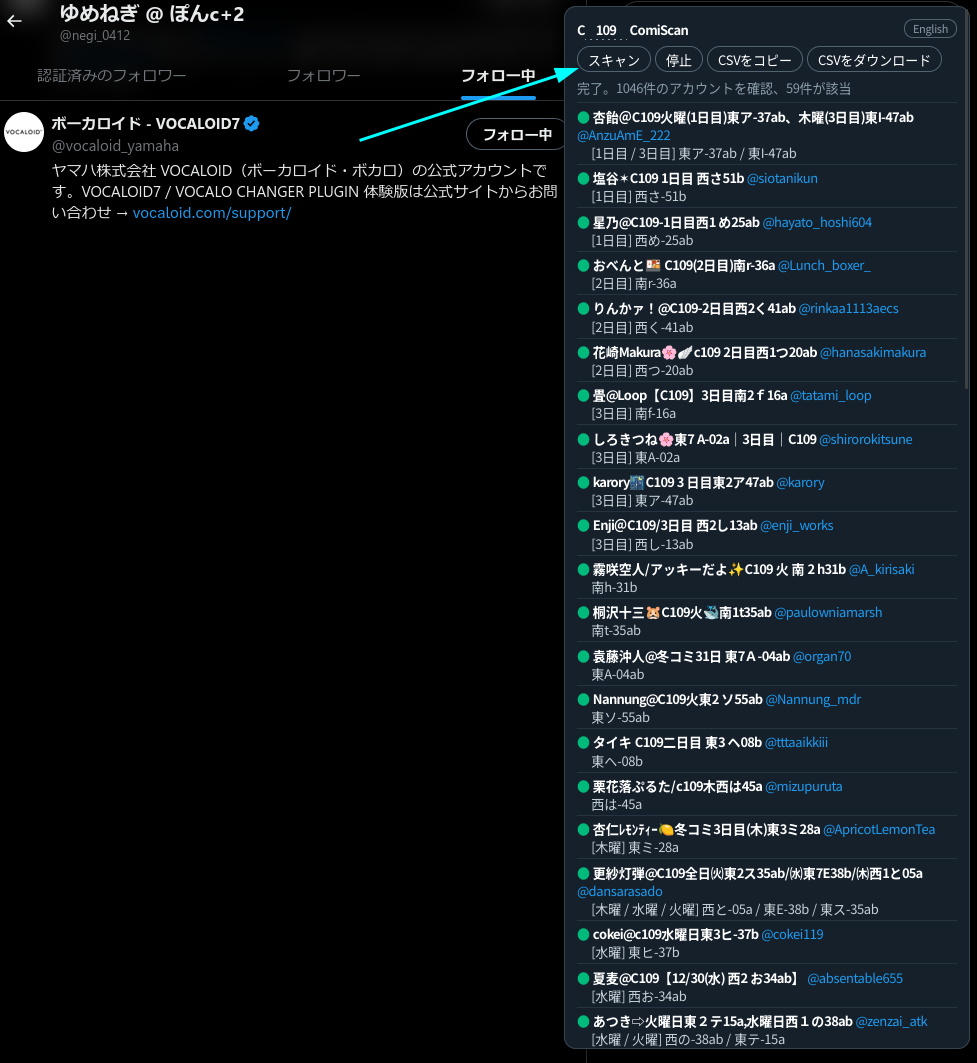 ゆめねぎ @ ぽんc+2
@negi_0412
認証済みのフォロワー
フォロワー
フォロー中
VOCALOID
ボーカロイド - VOCALOID7
@vocaloid_yamaha
フォロー中
ヤマハ株式会社 VOCALOID（ボーカロイド・ボカロ）の公式アカウントで
す。VOCALOID7 / VOCALO CHANGER PLUGIN 体験版は公式サイトからお問
い合わせ → vocaloid.com/support/
C 109 ComiScan
English
スキャン
停止
CSVをコピー
CSVをダウンロード
完了。1046件のアカウントを確認、59件が該当
杏飴@C109火曜(1日目)東ア-37ab、木曜(3日目)東I-47ab
@AnzuAmE_222
[1日目 / 3日目] 東ア-37ab / 東I-47ab
塩谷✶C109 1日目 西さ51b @siotanikun
[1日目] 西さ-51b
星乃@C109-1日目西1 め25ab @hayato_hoshi604
[1日目] 西め-25ab
おべんと🍱 C109(2日目)南r-36a @Lunch_boxer_
[2日目] 南r-36a
りんかァ！@C109-2日目西2く41ab @rinkaa1113aecs
[2日目] 西く-41ab
花崎Makura🌸🪽c109 2日目西1つ20ab @hanasakimakura
[2日目] 西つ-20ab
畳@Loop【C109】3日目南2ｆ16a @tatami_loop
[3日目] 南f-16a
しろきつね🌸東7 A-02a｜3日目｜C109 @shirorokitsune
[3日目] 東A-02a
karory🌃C109 3 日目東2ア47ab @karory
[3日目] 東ア-47ab
Enji@C109/3日目 西2し13ab @enji_works
[3日目] 西し-13ab
霧咲空人/アッキーだよ✨C109 火 南 2 h31b @A_kirisaki
南h-31b
桐沢十三🐹C109火🐳南1t35ab @paulowniamarsh
南t-35ab
袁藤沖人@冬コミ31日 東7Ａ-04ab @organ70
東A-04ab
Nannung@C109火東2 ソ55ab @Nannung_mdr
東ソ-55ab
タイキ C109二日目 東3 ヘ08b @tttaaikkiii
東ヘ-08b
栗花落ぷるた/c109木西は45a @mizupuruta
西は-45a
杏仁ﾚﾓﾝﾃｨｰ🍋冬コミ3日目(木)東3ミ28a @ApricotLemonTea
[木曜] 東ミ-28a
更紗灯弾@C109全日㈫東2ス35ab/㈬東7E38b/㈭西1と05a
@dansarasado
[木曜 / 水曜 / 火曜] 西と-05a / 東E-38b / 東ス-35ab
cokei@c109水曜日東3ヒ-37b @cokei119
[水曜] 東ヒ-37b
夏麦@C109【12/30(水) 西2 お34ab】 @absentable655
[水曜] 西お-34ab
あつき⇨火曜日東２テ15a,水曜日西１の38ab @zenzai_atk
[水曜 / 火曜] 西の-38ab / 東テ-15a